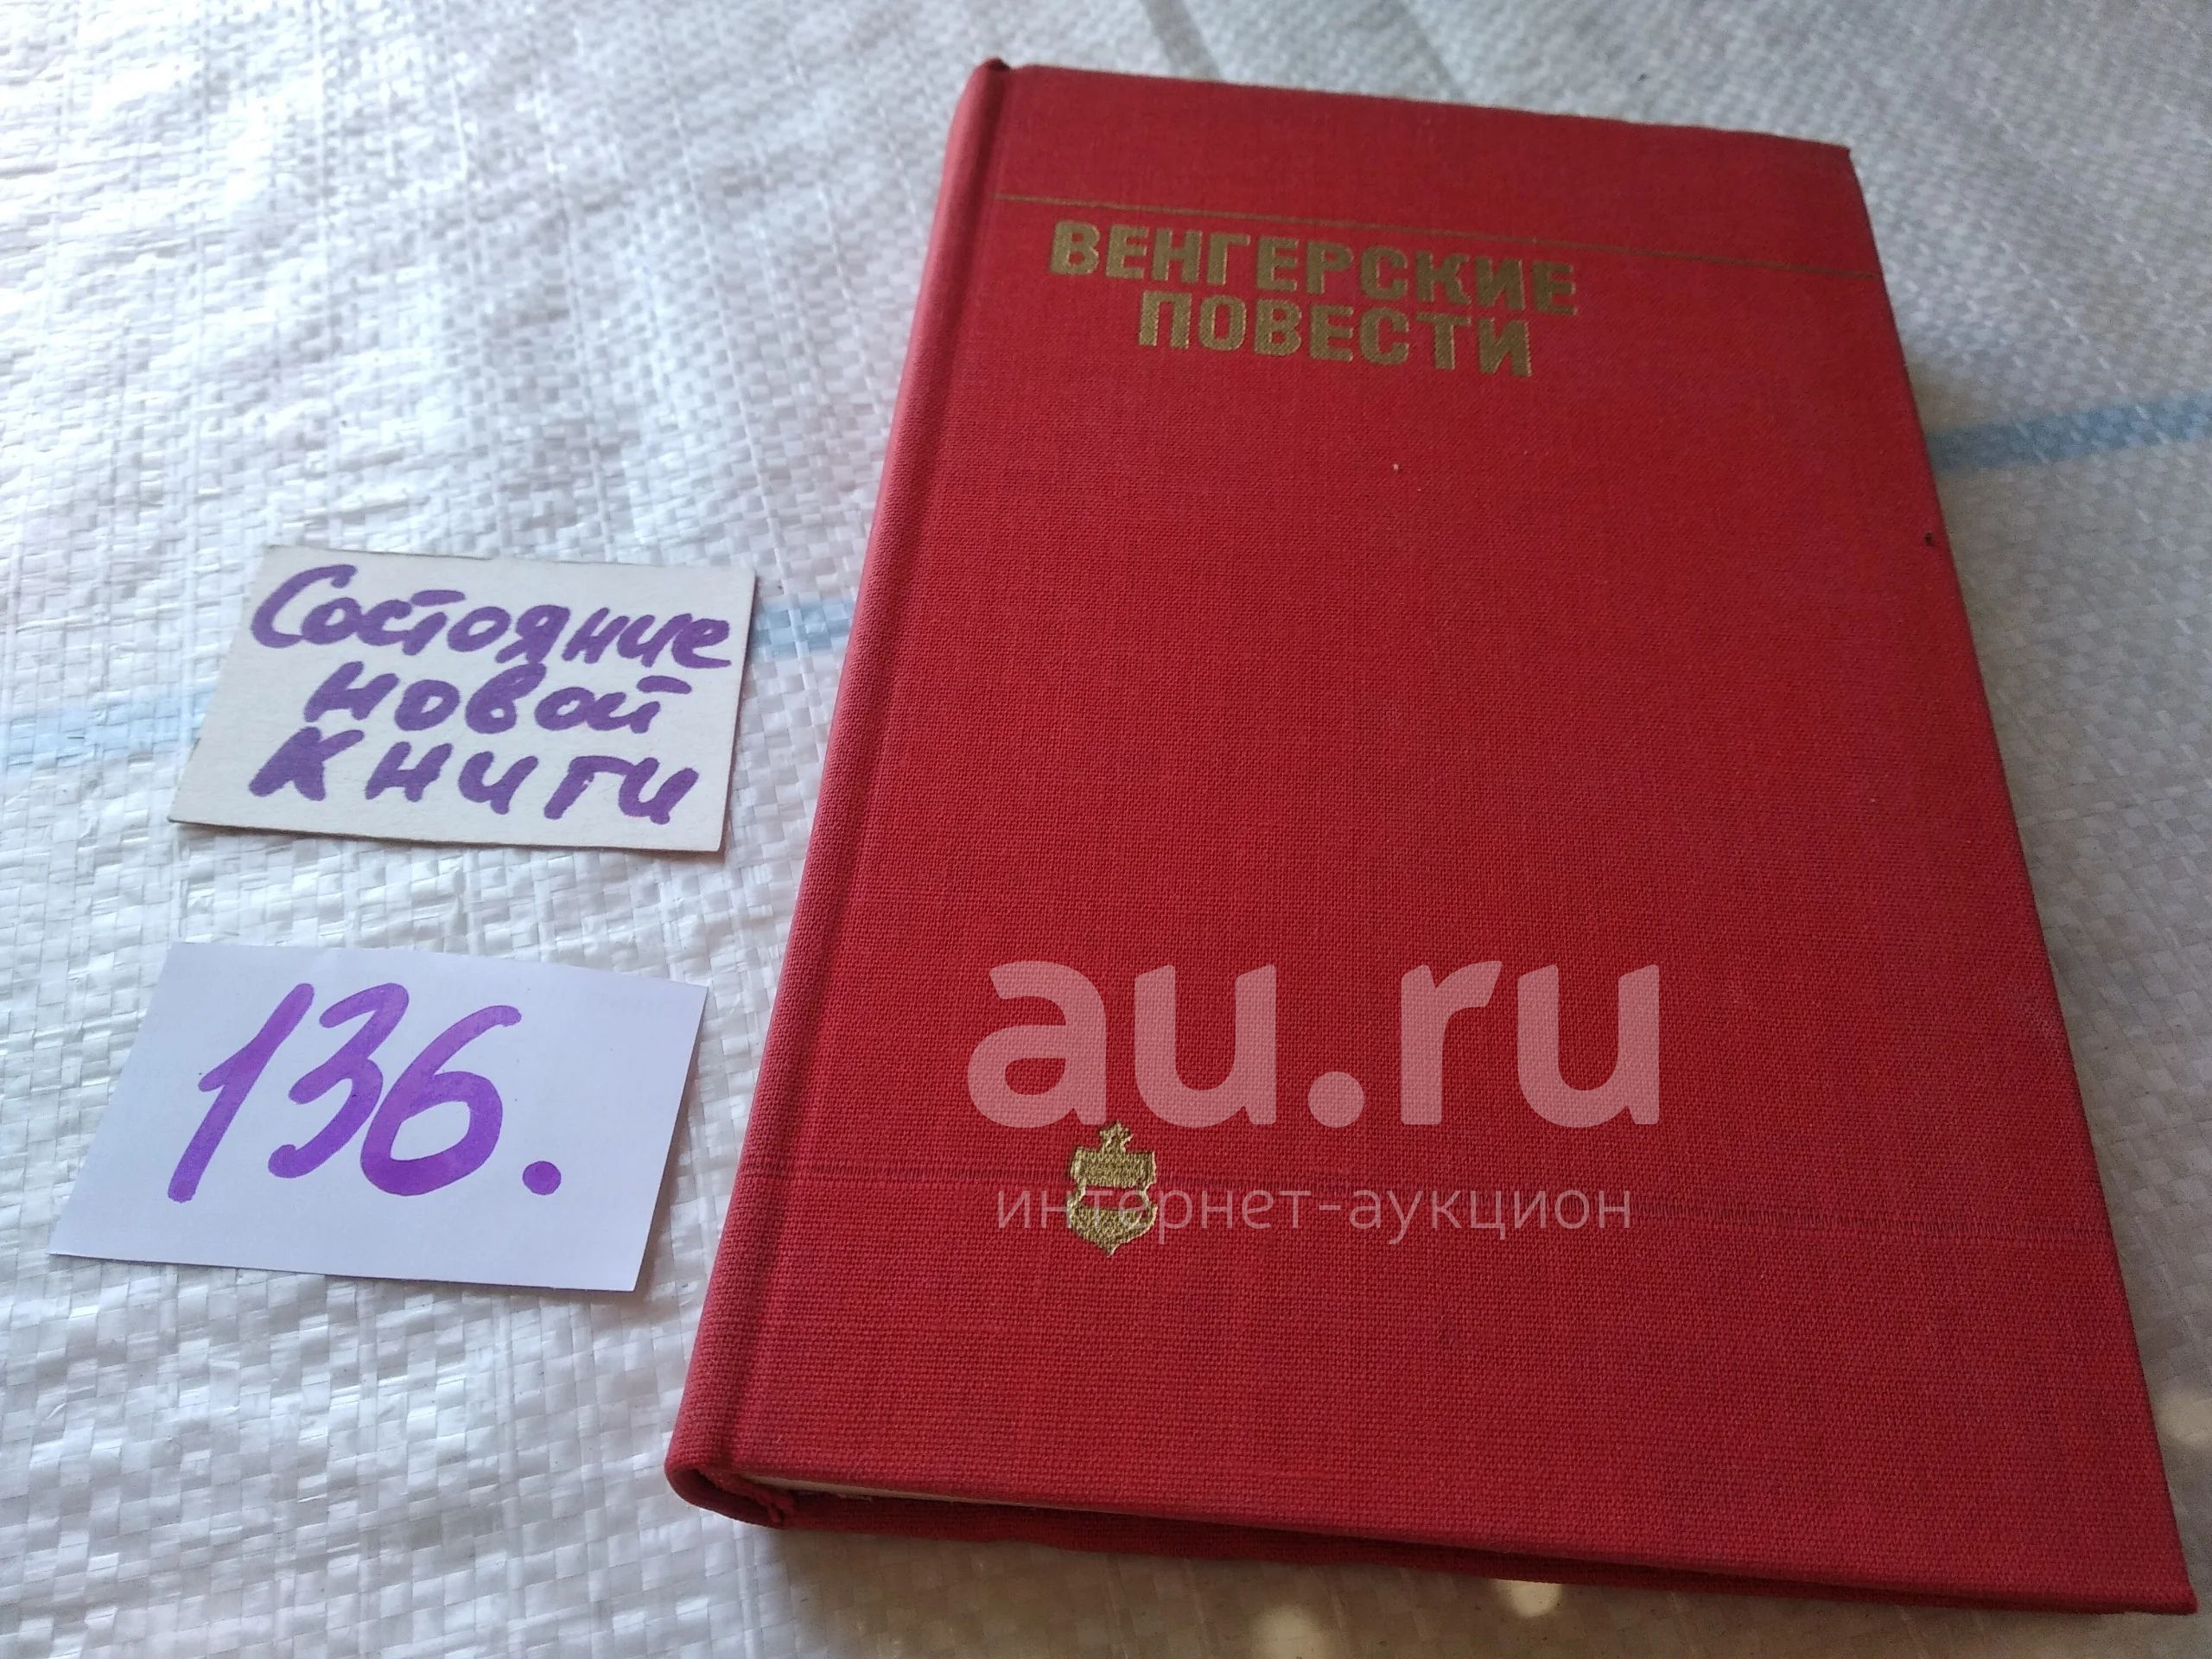 ВЕНГЕРСКИЕ
ПОВЕСТИ
Состояние
новой
книги
136.
au.ru
интернет-аукцион